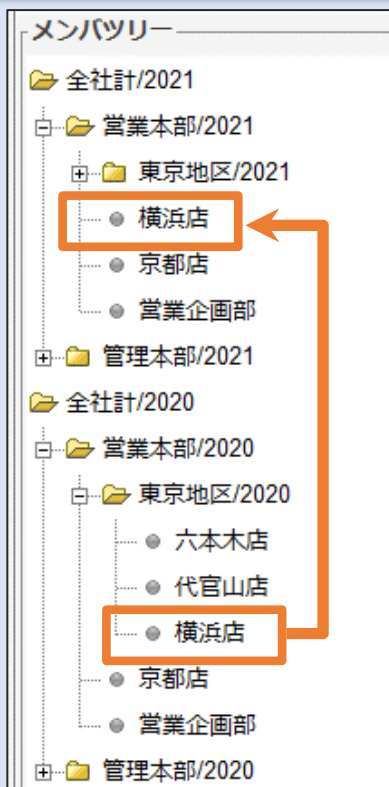 メンバツリー
全社計/2021
営業本部/2021
東京地区/2021
横浜店
京都店
営業企画部
管理本部/2021
全社計/2020
営業本部/2020
東京地区/2020
六本木店
代官山店
横浜店
京都店
営業企画部
管理本部/2020